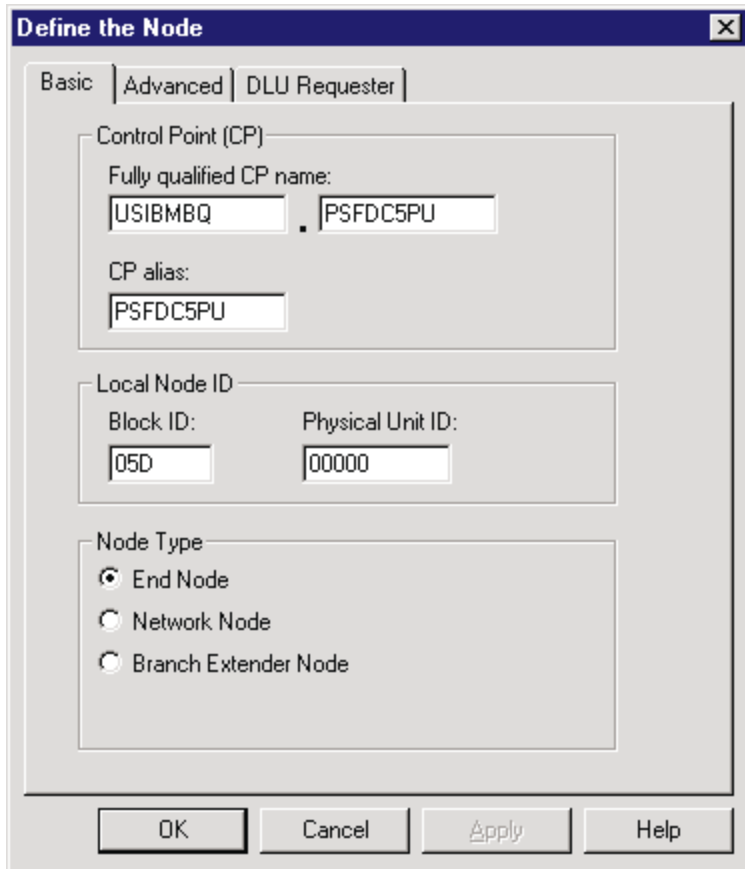 Define the Node
Basic Advanced DLU Requester
Control Point (CP)
Fully qualified CP name:
USIBMBQ . PSFDC5PU
CP alias:
PSFDC5PU
Local Node ID
Block ID: Physical Unit ID:
05D 00000
Node Type
End Node
Network Node
Branch Extender Node
OK Cancel Apply Help